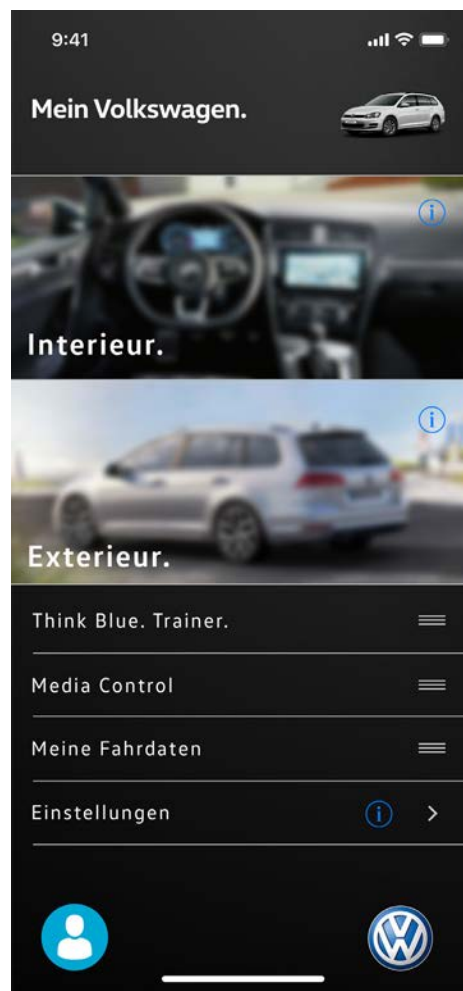 9:41
Mein Volkswagen.
Interieur.
Exterieur.
Think Blue. Trainer.
Media Control
Meine Fahrdaten
Einstellungen